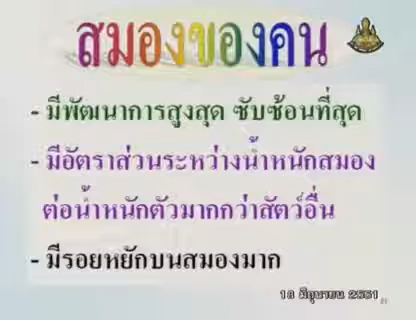 สมองของคน
- มีพัฒนาการสูงสุด ซับซ้อนที่สุด
- มีอัตราส่วนระหว่างน้ำหนักสมอง
ต่อน้ำหนักตัวมากกว่าสัตว์อื่น
- มีรอยหยักบนสมองมาก
18 มิถุนายน 2551